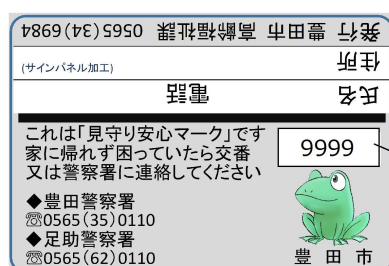 発行 豊田市 高齢福祉課 0565(34)6984
住所
(サインパネル加工)
氏名 電話
これは「見守り安心マーク」です
家に帰れず困っていたら交番
又は警察署に連絡してください
9999
◆豊田警察署
☏0565(35)0110
◆足助警察署
☏0565(62)0110
豊田市